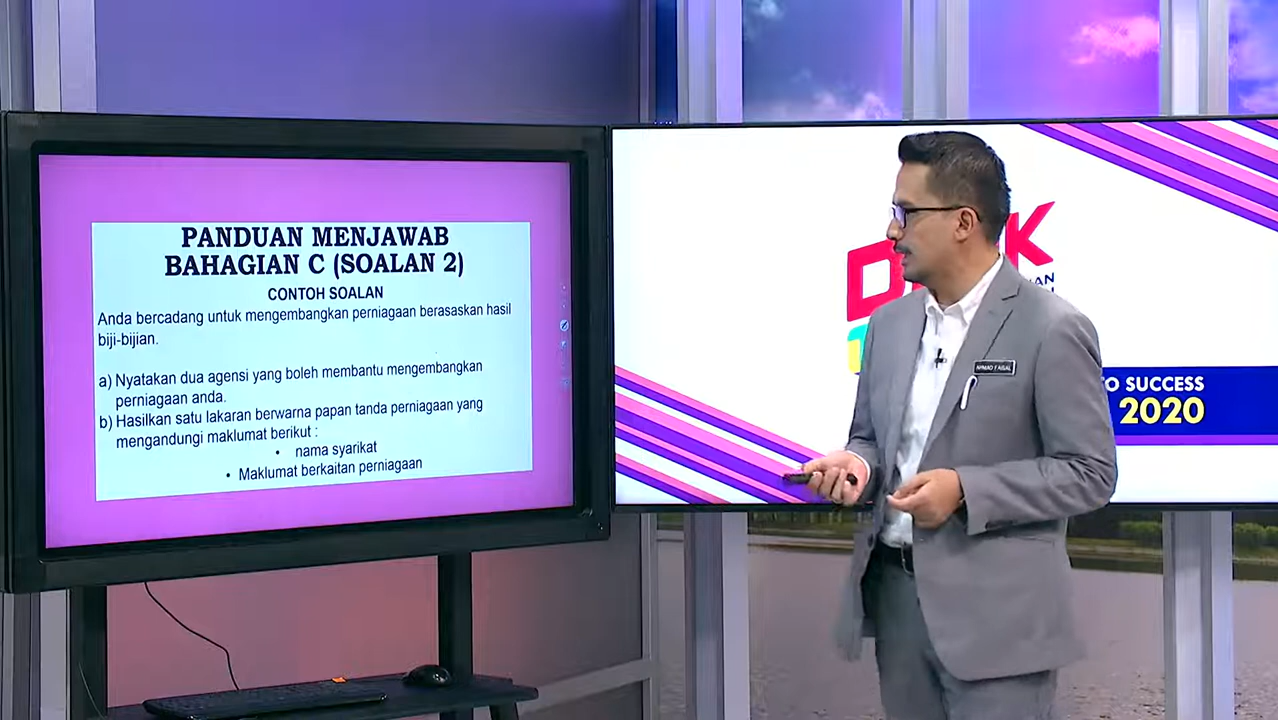 PANDUAN MENJAWAB
BAHAGIAN C (SOALAN 2)
CONTOH SOALAN
Anda bercadang untuk mengembangkan perniagaan berasaskan hasil
biji-bijian.
a) Nyatakan dua agensi yang boleh membantu mengembangkan
perniagaan anda.
b) Hasilkan satu lakaran berwarna papan tanda perniagaan yang
mengandungi maklumat berikut :
• nama syarikat
• Maklumat berkaitan perniagaan
AHMAD FAISAL
TO SUCCESS
2020